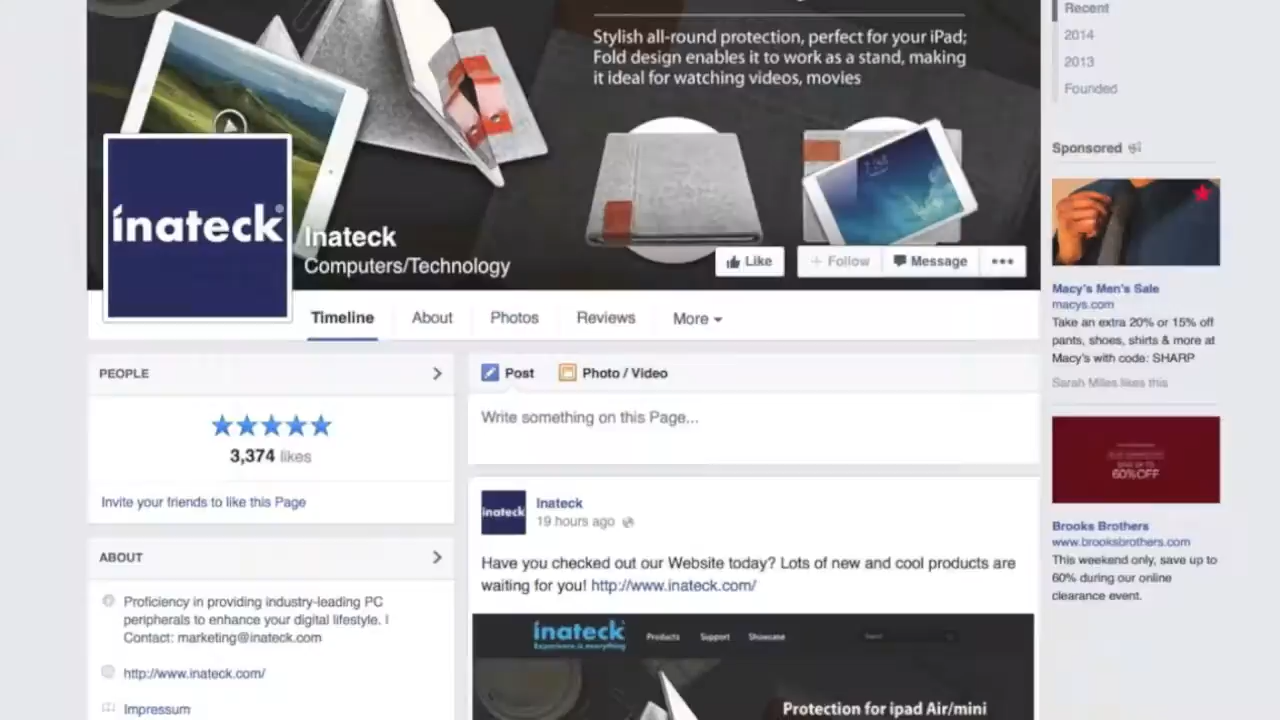 Stylish all-round protection, perfect for your iPad;
Fold design enables it to work as a stand, making
it ideal for watching videos, movies
ínateck®
Inateck
Computers/Technology
Like
+ Follow
Message
Timeline
About
Photos
Reviews
More
PEOPLE
3,374 likes
Invite your friends to like this Page
ABOUT
Proficiency in providing industry-leading PC
peripherals to enhance your digital lifestyle. I
Contact: marketing@inateck.com
http://www.inateck.com/
Impressum
Post
Photo / Video
Write something on this Page...
inateck
Inateck
19 hours ago
Have you checked out our Website today? Lots of new and cool products are
waiting for you! http://www.inateck.com/
ínateck
Experience is everything
Products
Support
Showcase
Protection for ipad Air/mini
Recent
2014
2013
Founded
Sponsored
Macy's Men's Sale
macys.com
Take an extra 20% or 15% off
pants, shoes, shirts & more at
Macy's with code: SHARP
Sarah Miles likes this
60%OFF
Brooks Brothers
www.brooksbrothers.com
This weekend only, save up to
60% during our online
clearance event.